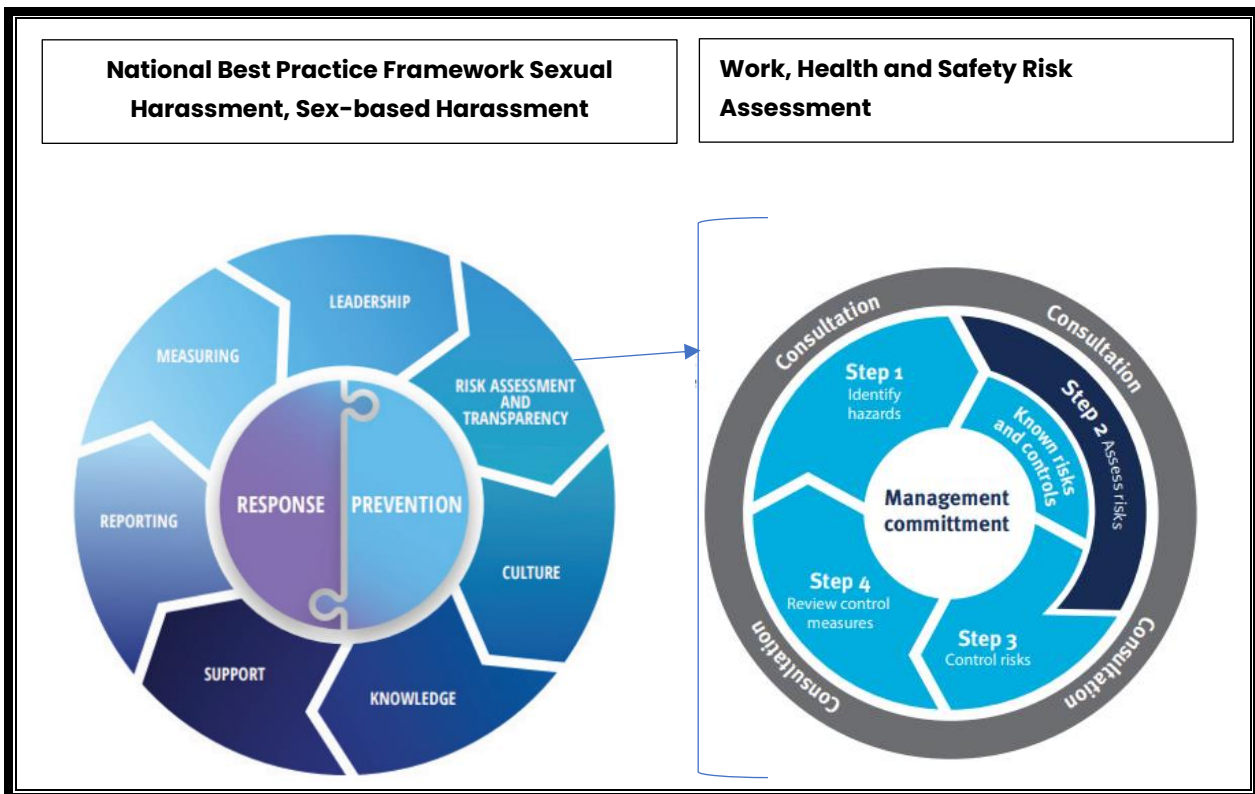 National Best Practice Framework Sexual
Harassment, Sex-based Harassment
Work, Health and Safety Risk
Assessment
LEADERSHIP
RISK ASSESSMENT
AND
TRANSPARENCY
CULTURE
KNOWLEDGE
SUPPORT
REPORTING
MEASURING
RESPONSE
PREVENTION
Consultation
Consultation
Consultation
Consultation
Step 1
Identify
hazards
Step 2 Assess risks
Known risks
and controls
Step 3
Control risks
Step 4
Review control
measures
Management
committment